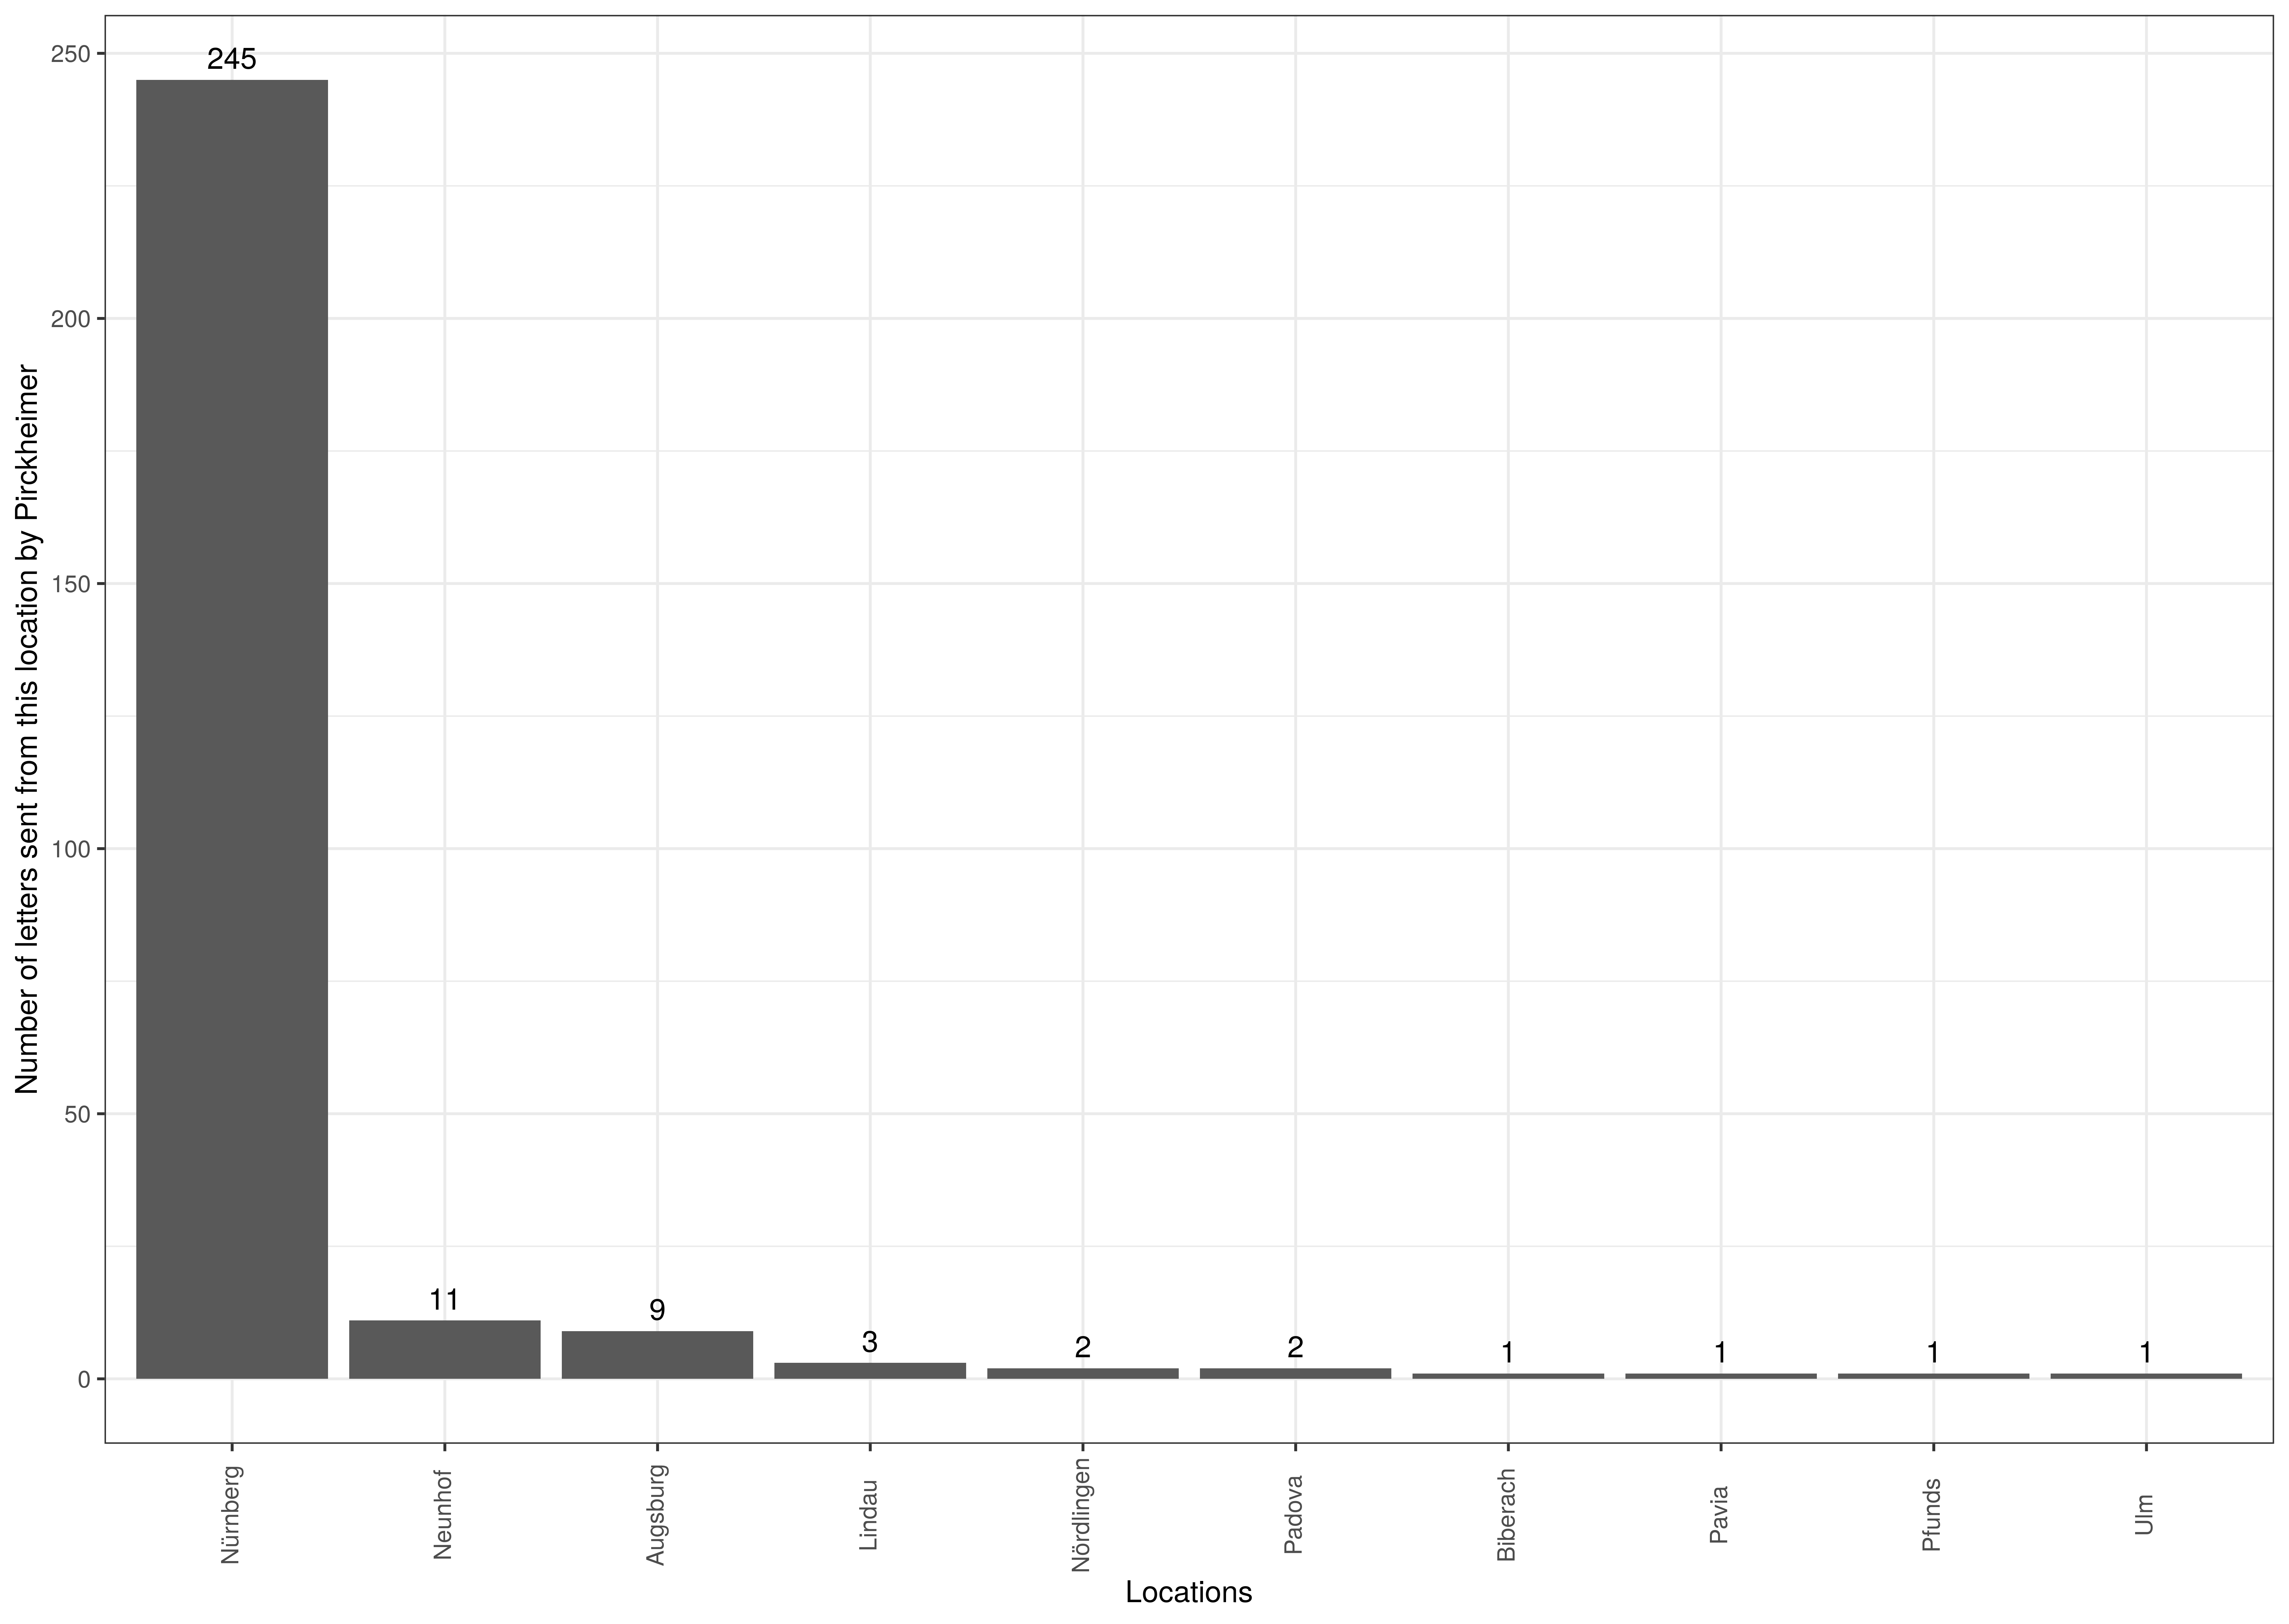 Number of letters sent from this location by Pirckheimer
250
200
150
100
50
0
245
11
9
3
2
2
1
1
1
1
Nürnberg
Neunhof
Augsburg
Lindau
Nördlingen
Padova
Biberach
Pavia
Pfunds
Ulm
Locations